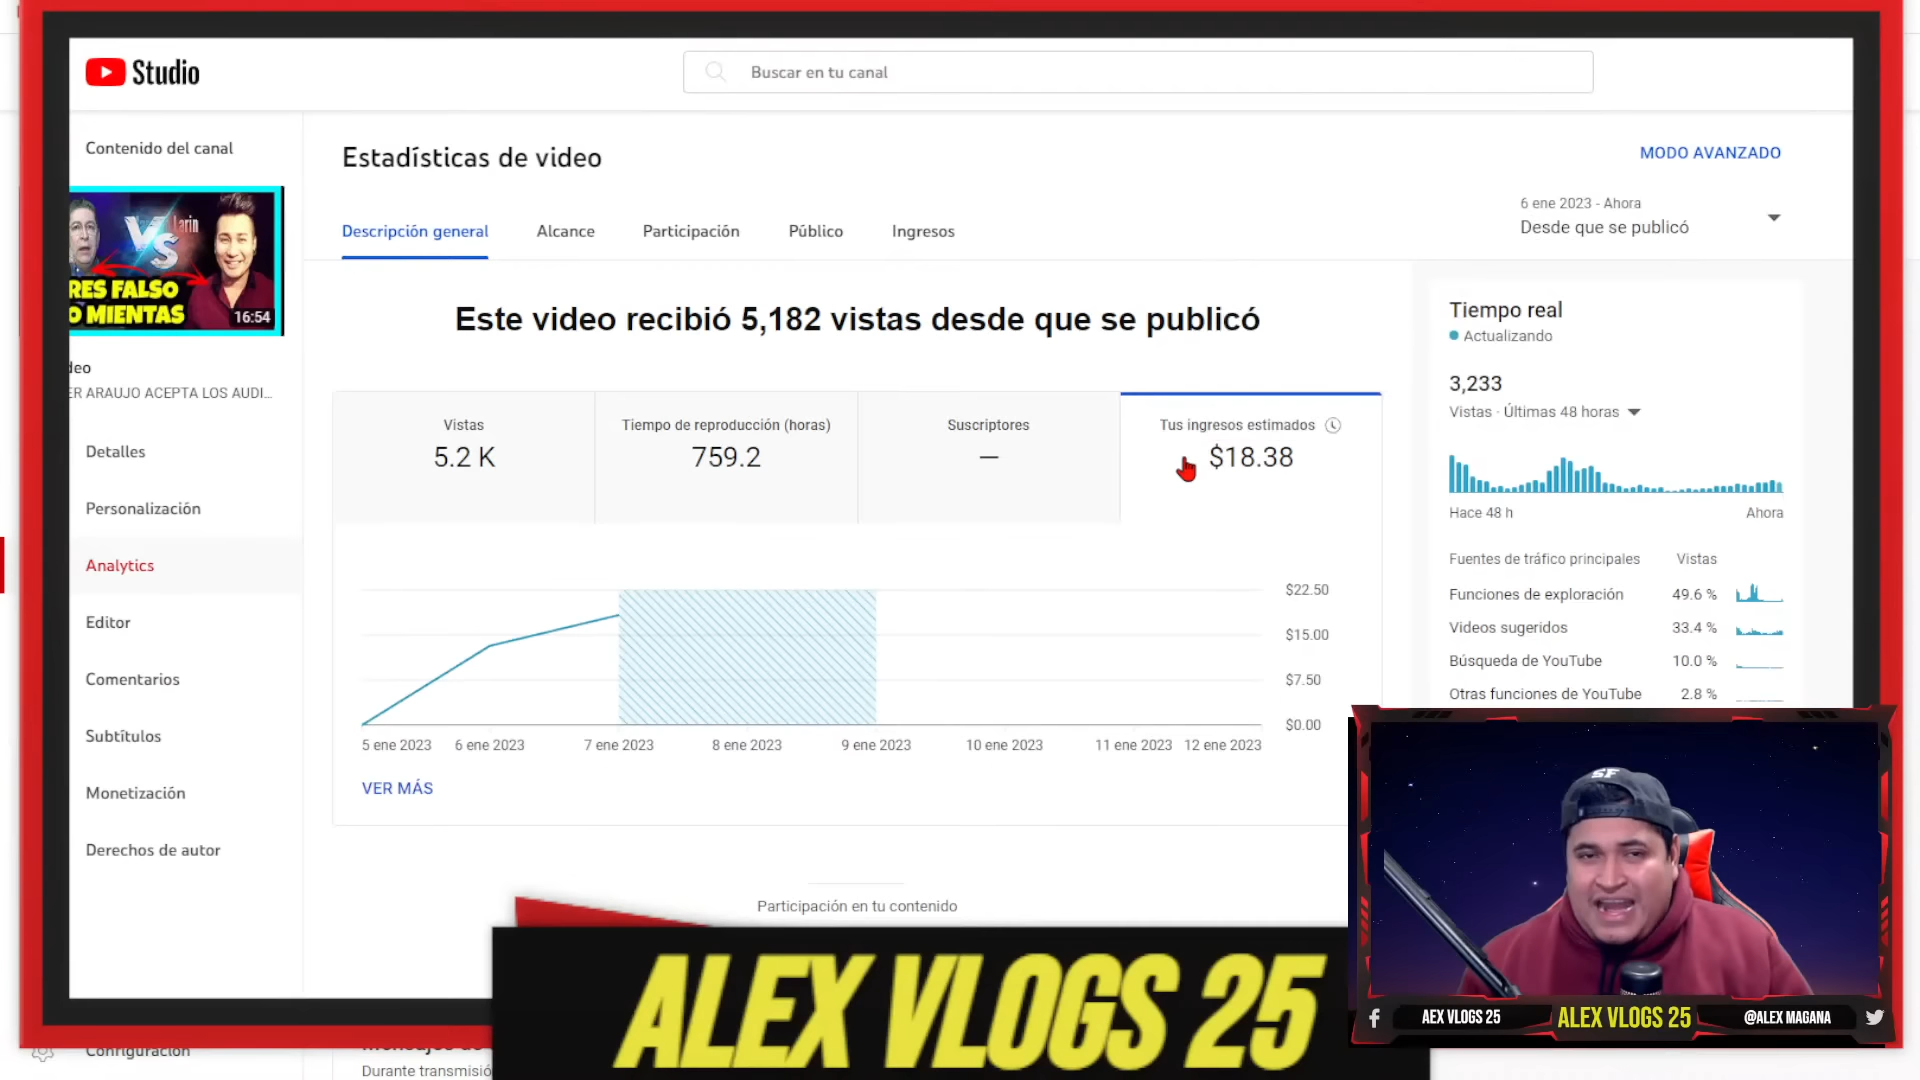 Studio
Buscar en tu canal
Contenido del canal
Estadísticas de video
MODO AVANZADO
6 ene 2023 - Ahora
Desde que se publicó
Descripción general
Alcance
Participación
Público
Ingresos
VS
Larin
RES FALSO
O MIENTAS
16:54
deo
ER ARAUJO ACEPTA LOS AUDI...
Detalles
Personalización
Analytics
Editor
Comentarios
Subtítulos
Monetización
Derechos de autor
Configuración
Este video recibió 5,182 vistas desde que se publicó
Vistas
5.2 K
Tiempo de reproducción (horas)
759.2
Suscriptores
—
Tus ingresos estimados
$18.38
$22.50
$15.00
$7.50
$0.00
5 ene 2023
6 ene 2023
7 ene 2023
8 ene 2023
9 ene 2023
10 ene 2023
11 ene 2023
12 ene 2023
VER MÁS
Participación en tu contenido
Tiempo real
Actualizando
3,233
Vistas · Últimas 48 horas
Hace 48 h
Ahora
Fuentes de tráfico principales
Vistas
Funciones de exploración
49.6 %
Videos sugeridos
33.4 %
Búsqueda de YouTube
10.0 %
Otras funciones de YouTube
2.8 %
SF
ALEX VLOGS 25
AEX VLOGS 25
ALEX VLOGS 25
@ALEX MAGANA
Durante transmisió